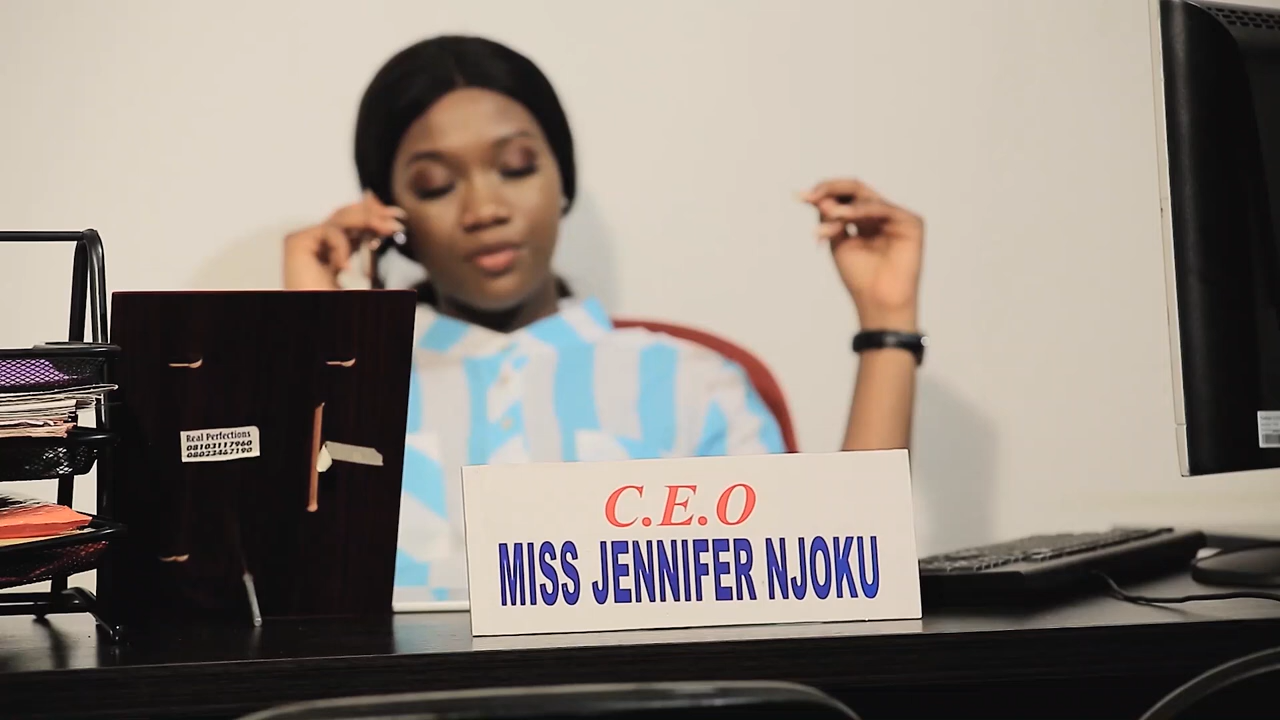 Real Perfections
08103117960
08023467190
C.E.O
MISS JENNIFER NJOKU